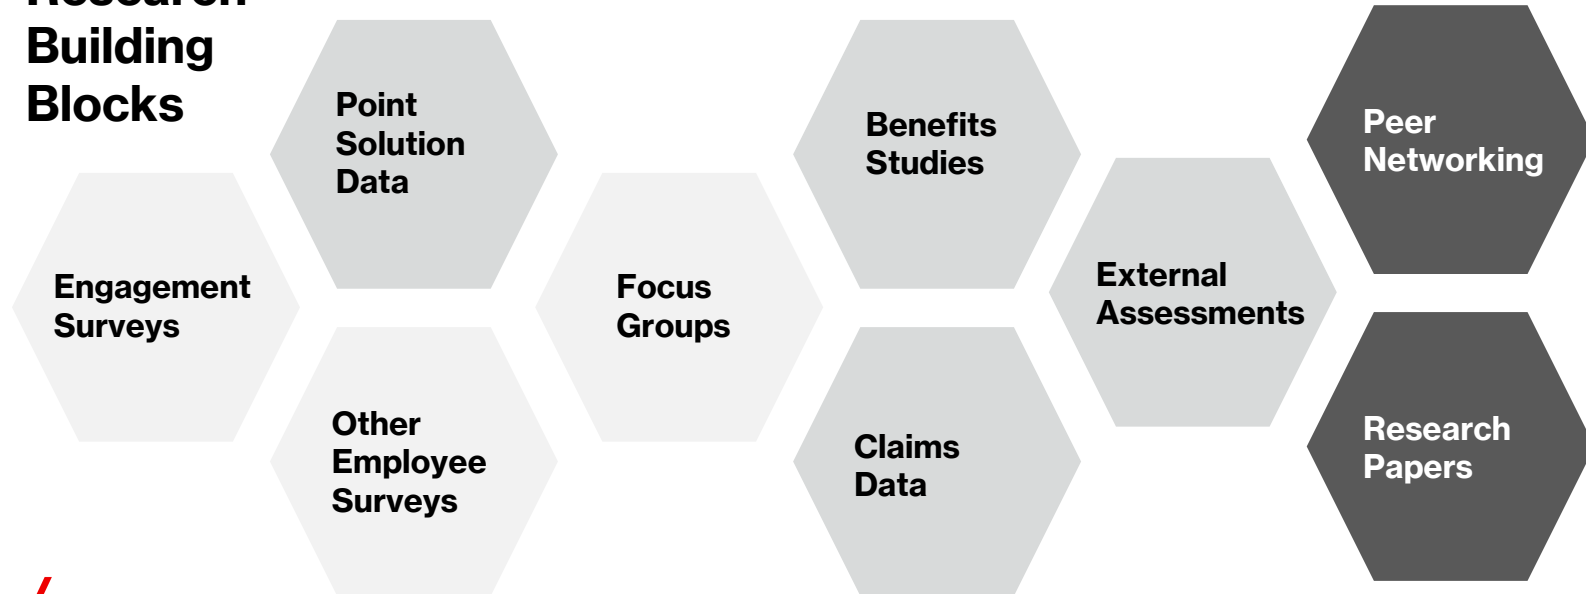 Research
Building
Blocks
Point
Solution
Data
Benefits
Studies
Peer
Networking
Engagement
Surveys
Focus
Groups
External
Assessments
Other
Employee
Surveys
Claims
Data
Research
Papers